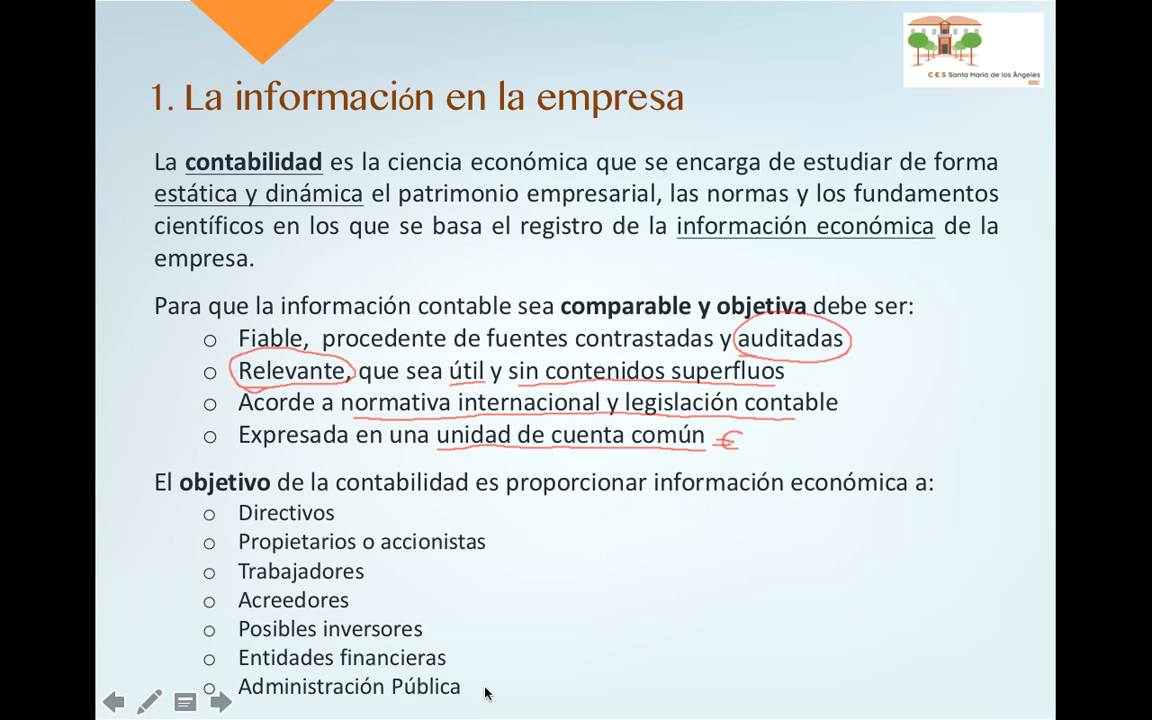 C E S Santa María de los Ángeles
1. La información en la empresa
La contabilidad es la ciencia económica que se encarga de estudiar de forma
estática y dinámica el patrimonio empresarial, las normas y los fundamentos
científicos en los que se basa el registro de la información económica de la
empresa.
Para que la información contable sea comparable y objetiva debe ser:
o Fiable, procedente de fuentes contrastadas y auditadas
o Relevante, que sea útil y sin contenidos superfluos
o Acorde a normativa internacional y legislación contable
o Expresada en una unidad de cuenta común €
El objetivo de la contabilidad es proporcionar información económica a:
o Directivos
o Propietarios o accionistas
o Trabajadores
o Acreedores
o Posibles inversores
o Entidades financieras
o Administración Pública